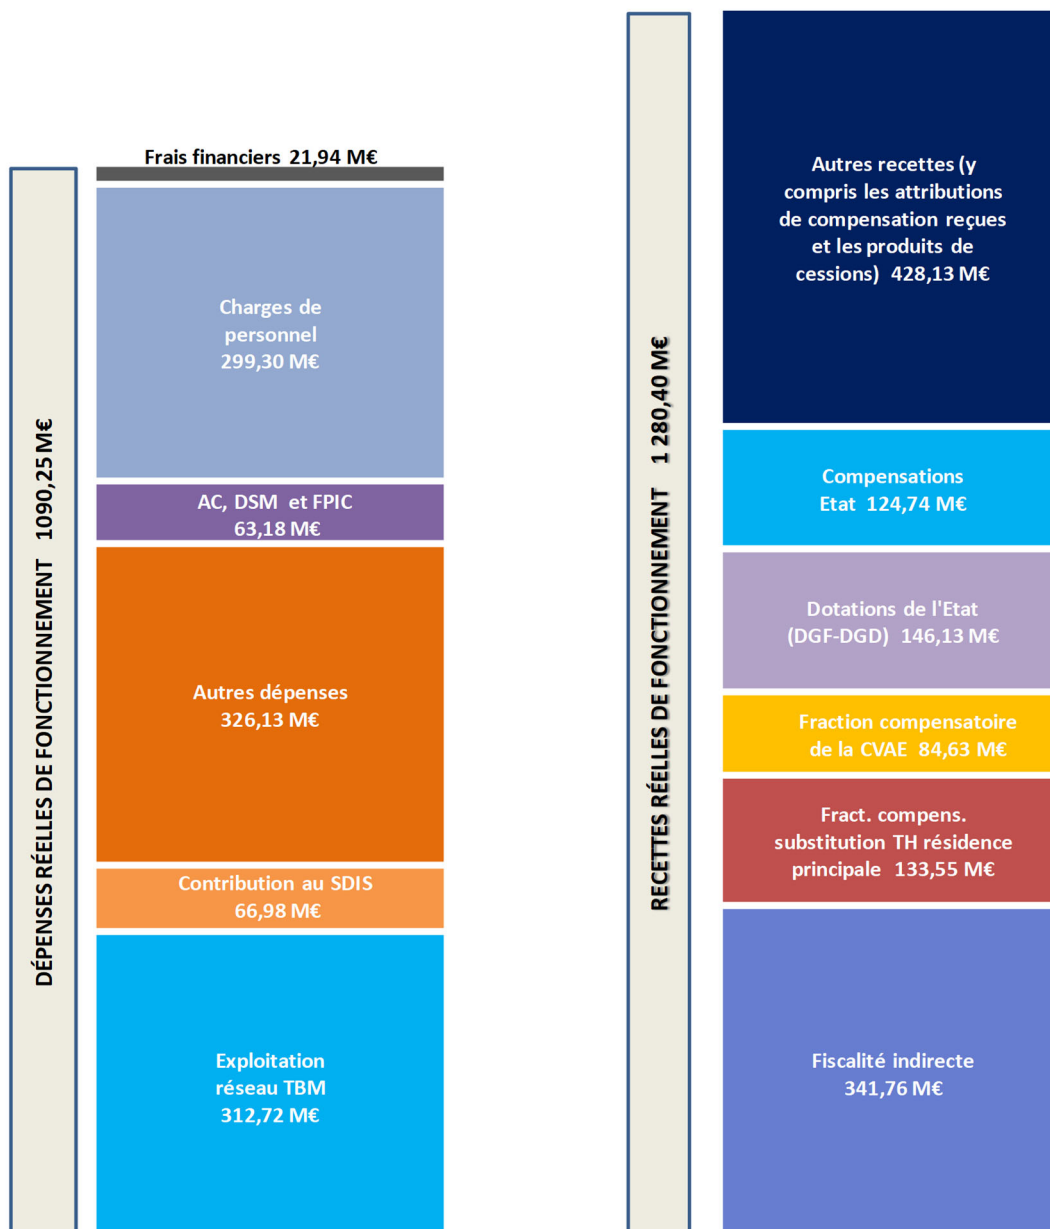 Frais financiers 21,94 M€
DÉPENSES RÉELLES DE FONCTIONNEMENT 1090,25 M€
Charges de
personnel
299,30 M€
AC, DSM et FPIC
63,18 M€
Autres dépenses
326,13 M€
Contribution au SDIS
66,98 M€
Exploitation
réseau TBM
312,72 M€
RECETTES RÉELLES DE FONCTIONNEMENT 1 280,40 M€
Autres recettes (y
compris les attributions
de compensation reçues
et les produits de
cessions) 428,13 M€
Compensations
Etat 124,74 M€
Dotations de l'Etat
(DGF-DGD) 146,13 M€
Fraction compensatoire
de la CVAE 84,63 M€
Fract. compens.
substitution TH résidence
principale 133,55 M€
Fiscalité indirecte
341,76 M€